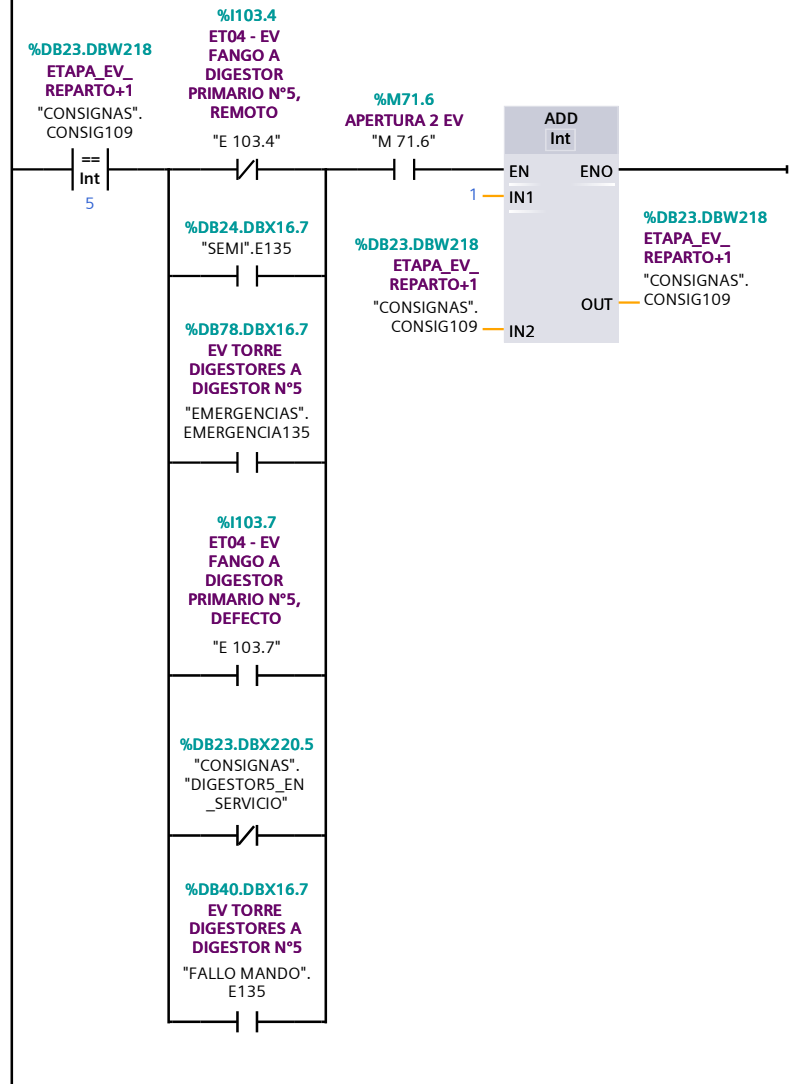 %DB23.DBW218
ETAPA_EV_
REPARTO+1
"CONSIGNAS".
CONSIG109
==
Int
5
%I103.4
ET04 - EV
FANGO A
DIGESTOR
PRIMARIO N°5,
REMOTO
"E 103.4"
%DB24.DBX16.7
"SEMI".E135
%DB78.DBX16.7
EV TORRE
DIGESTORES A
DIGESTOR N°5
"EMERGENCIAS".
EMERGENCIA135
%I103.7
ET04 - EV
FANGO A
DIGESTOR
PRIMARIO N°5,
DEFECTO
"E 103.7"
%DB23.DBX220.5
"CONSIGNAS".
"DIGESTOR5_EN
_SERVICIO"
%DB40.DBX16.7
EV TORRE
DIGESTORES A
DIGESTOR N°5
"FALLO MANDO".
E135
%M71.6
APERTURA 2 EV
"M 71.6"
ADD
Int
EN
ENO
1
IN1
%DB23.DBW218
ETAPA_EV_
REPARTO+1
"CONSIGNAS".
CONSIG109
IN2
OUT
%DB23.DBW218
ETAPA_EV_
REPARTO+1
"CONSIGNAS".
CONSIG109